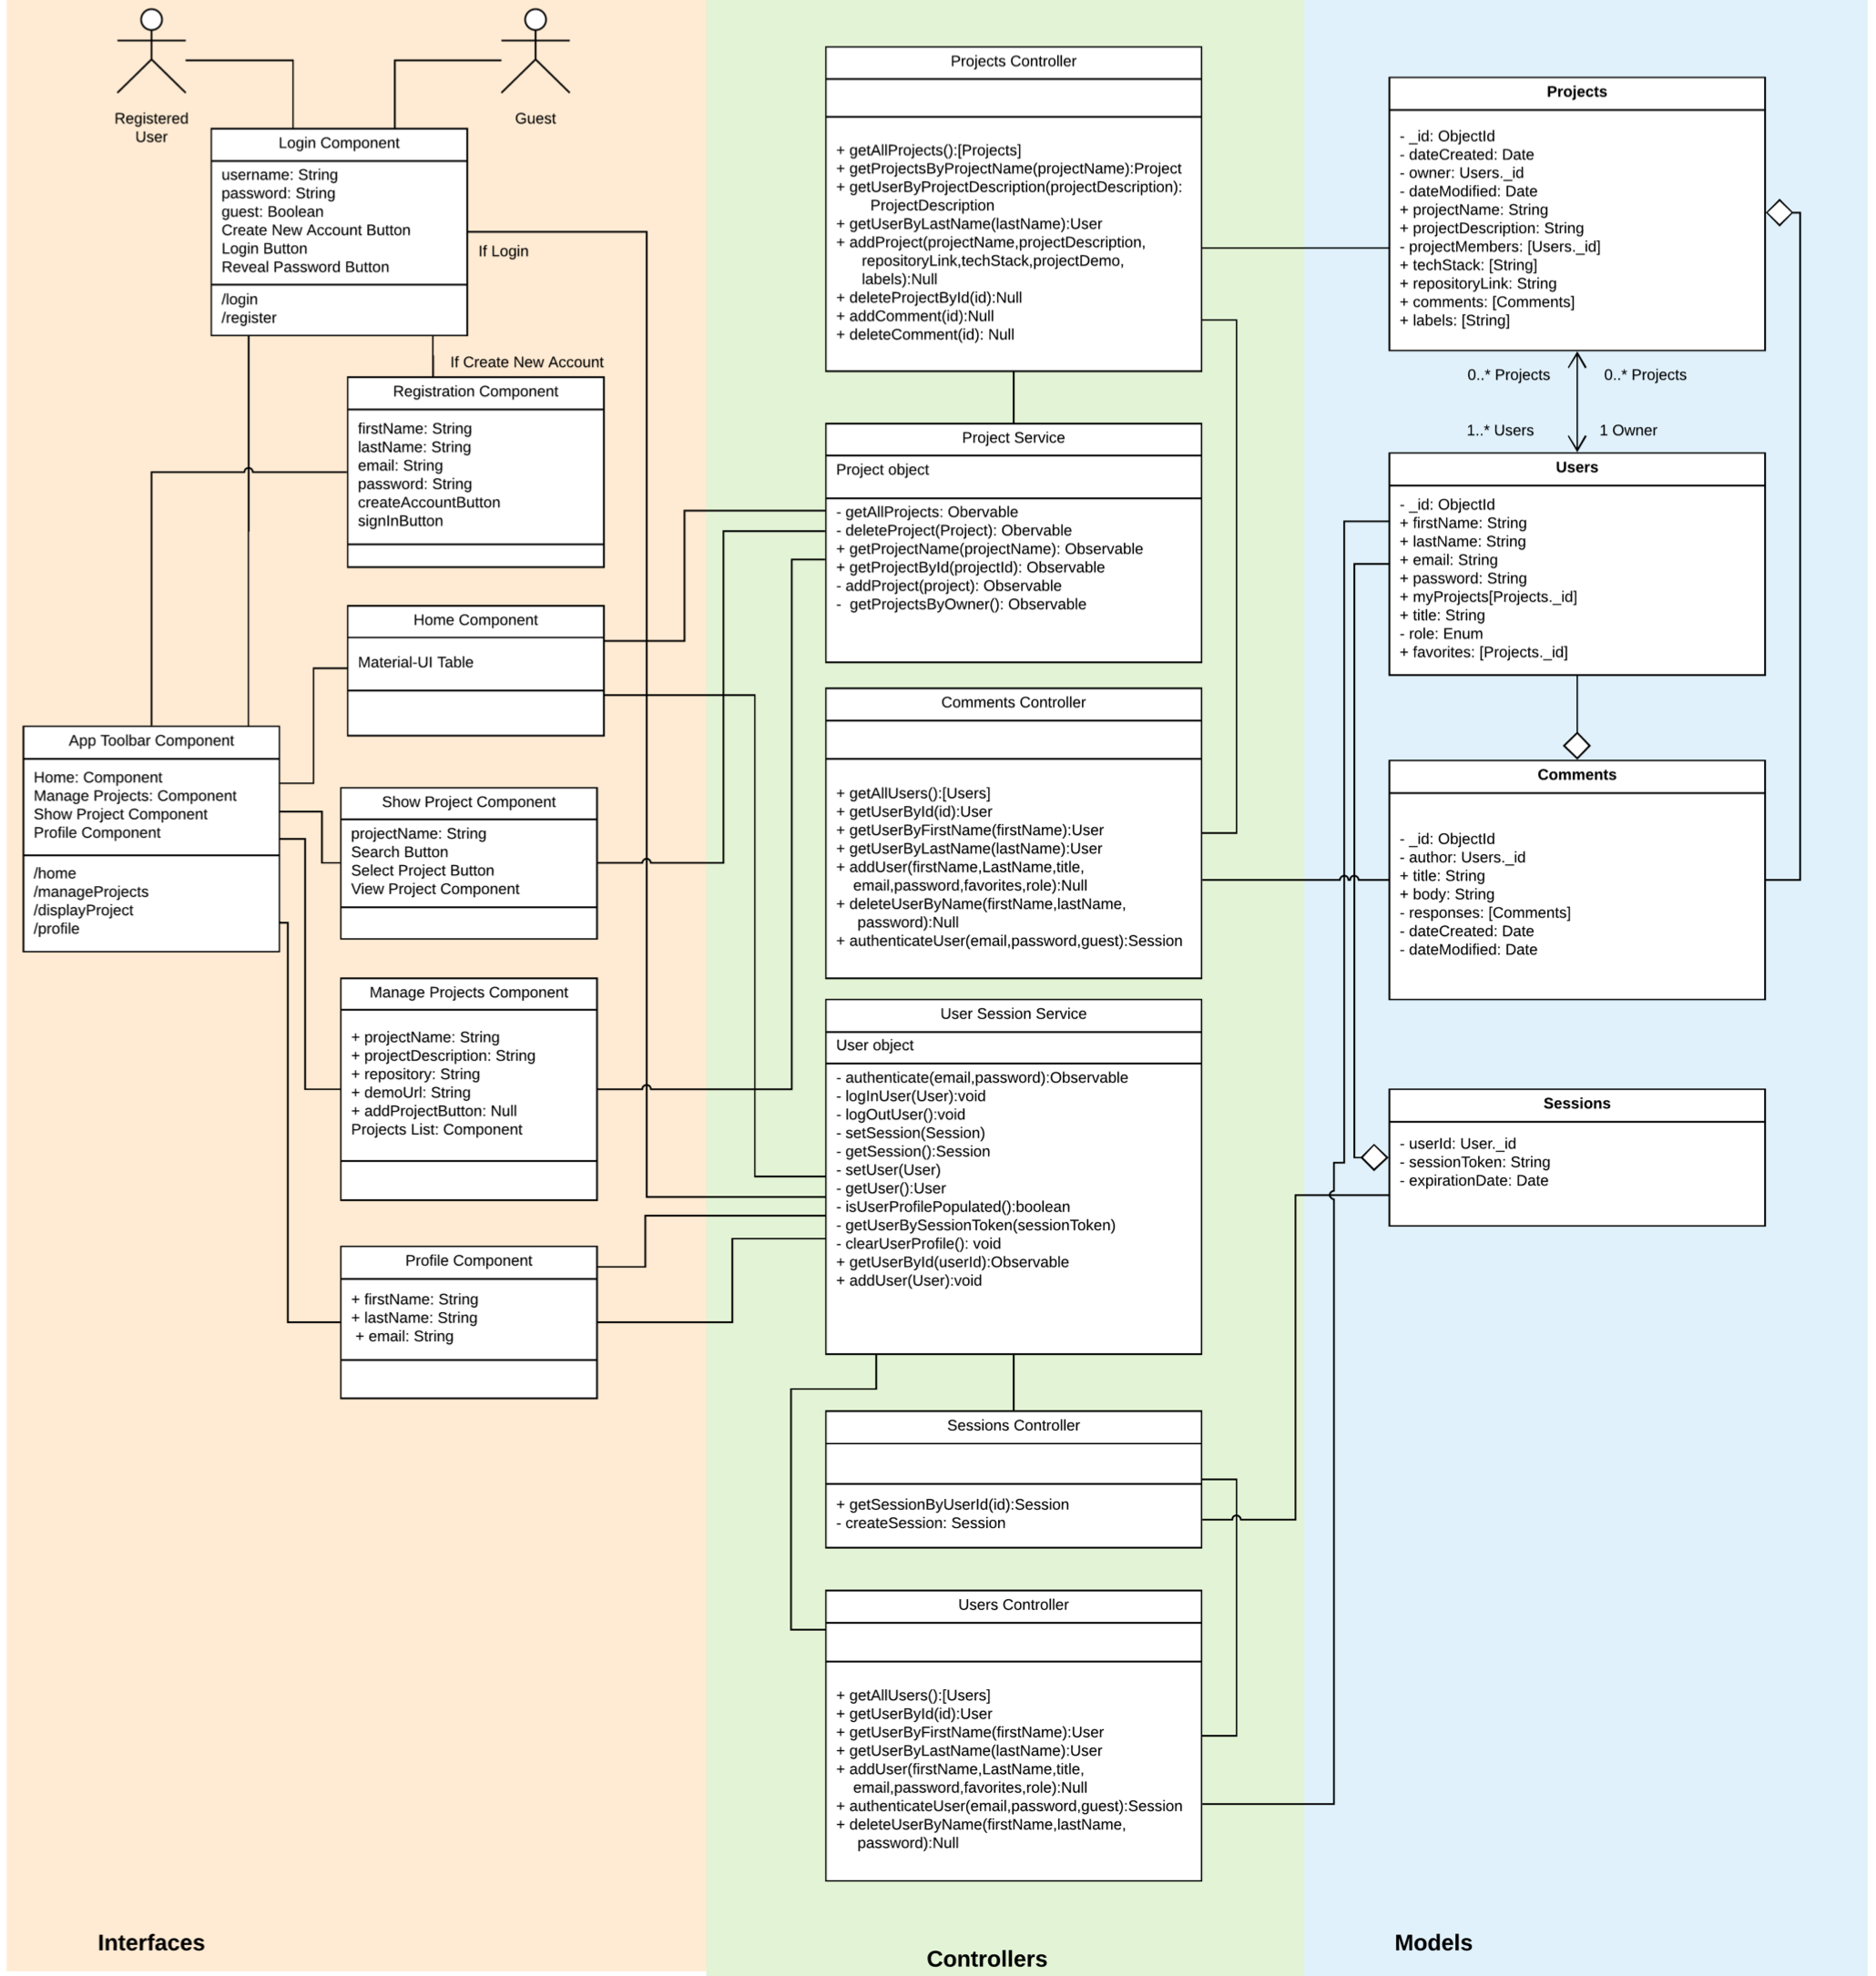 Registered
User
Guest
Login Component
username: String
password: String
guest: Boolean
Create New Account Button
Login Button
Reveal Password Button
/login
/register
If Login
If Create New Account
Registration Component
firstName: String
lastName: String
email: String
password: String
createAccountButton
signInButton
Home Component
Material-UI Table
App Toolbar Component
Home: Component
Manage Projects: Component
Show Project Component
Profile Component
/home
/manageProjects
/displayProject
/profile
Show Project Component
projectName: String
Search Button
Select Project Button
View Project Component
Manage Projects Component
+ projectName: String
+ projectDescription: String
+ repository: String
+ demoUrl: String
+ addProjectButton: Null
Projects List: Component
Profile Component
+ firstName: String
+ lastName: String
+ email: String
Interfaces
Projects Controller
+ getAllProjects():[Projects]
+ getProjectsByProjectName(projectName):Project
+ getUserByProjectDescription(projectDescription):
ProjectDescription
+ getUserByLastName(lastName):User
+ addProject(projectName,projectDescription,
repositoryLink,techStack,projectDemo,
labels):Null
+ deleteProjectById(id):Null
+ addComment(id):Null
+ deleteComment(id): Null
Project Service
Project object
- getAllProjects: Obervable
- deleteProject(Project): Obervable
+ getProjectName(projectName): Observable
+ getProjectById(projectId): Observable
- addProject(project): Observable
- getProjectsByOwner(): Observable
Comments Controller
+ getAllUsers():[Users]
+ getUserById(id):User
+ getUserByFirstName(firstName):User
+ getUserByLastName(lastName):User
+ addUser(firstName,LastName,title,
email,password,favorites,role):Null
+ deleteUserByName(firstName,lastName,
password):Null
+ authenticateUser(email,password,guest):Session
User Session Service
User object
- authenticate(email,password):Observable
- logInUser(User):void
- logOutUser():void
- setSession(Session)
- getSession():Session
- setUser(User)
- getUser():User
- isUserProfilePopulated():boolean
- getUserBySessionToken(sessionToken)
- clearUserProfile(): void
+ getUserById(userId):Observable
+ addUser(User):void
Sessions Controller
+ getSessionByUserId(id):Session
- createSession: Session
Users Controller
+ getAllUsers():[Users]
+ getUserById(id):User
+ getUserByFirstName(firstName):User
+ getUserByLastName(lastName):User
+ addUser(firstName,LastName,title,
email,password,favorites,role):Null
+ authenticateUser(email,password,guest):Session
+ deleteUserByName(firstName,lastName,
password):Null
Controllers
Projects
- _id: ObjectId
- dateCreated: Date
- owner: Users._id
- dateModified: Date
+ projectName: String
+ projectDescription: String
- projectMembers: [Users._id]
+ techStack: [String]
+ repositoryLink: String
+ comments: [Comments]
+ labels: [String]
0..* Projects
0..* Projects
1..* Users
1 Owner
Users
- _id: ObjectId
+ firstName: String
+ lastName: String
+ email: String
+ password: String
+ myProjects[Projects._id]
+ title: String
- role: Enum
+ favorites: [Projects._id]
Comments
- _id: ObjectId
- author: Users._id
+ title: String
+ body: String
- responses: [Comments]
- dateCreated: Date
- dateModified: Date
Sessions
- userId: User._id
- sessionToken: String
- expirationDate: Date
Models